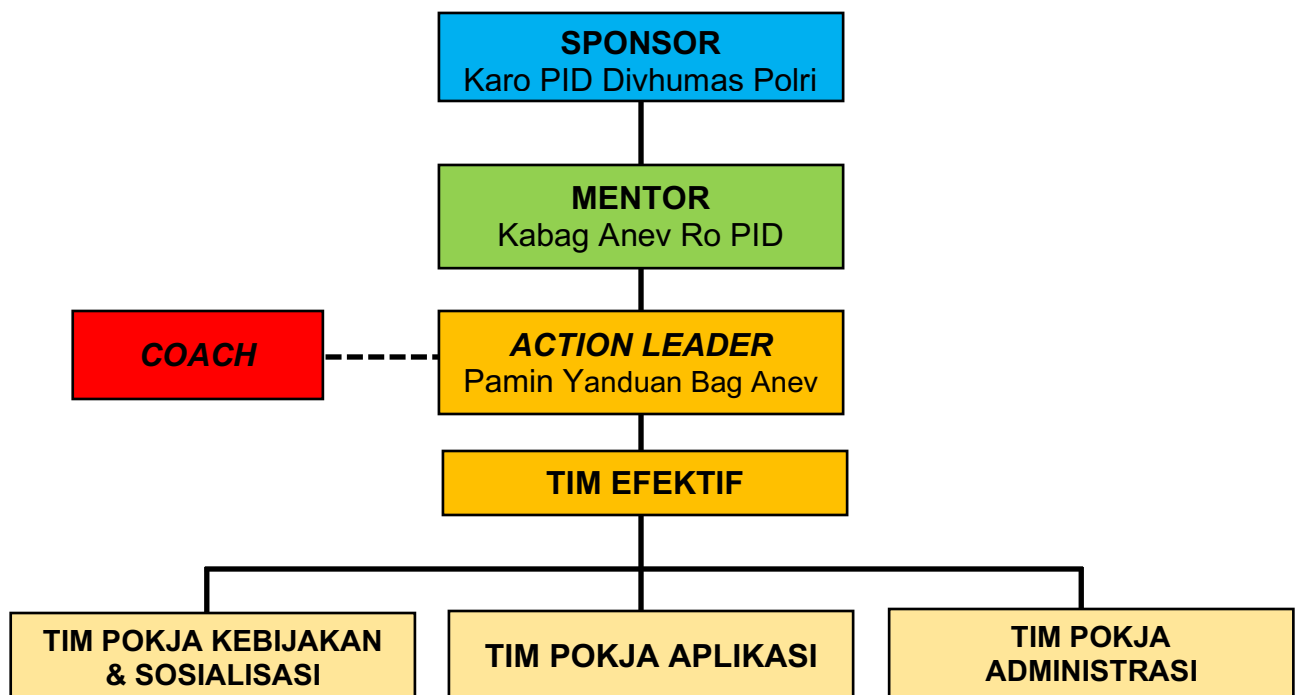 SPONSOR
Karo PID Divhumas Polri
MENTOR
Kabag Anev Ro PID
COACH
ACTION LEADER
Pamin Yanduan Bag Anev
TIM EFEKTIF
TIM POKJA KEBIJAKAN
& SOSIALISASI
TIM POKJA APLIKASI
TIM POKJA
ADMINISTRASI